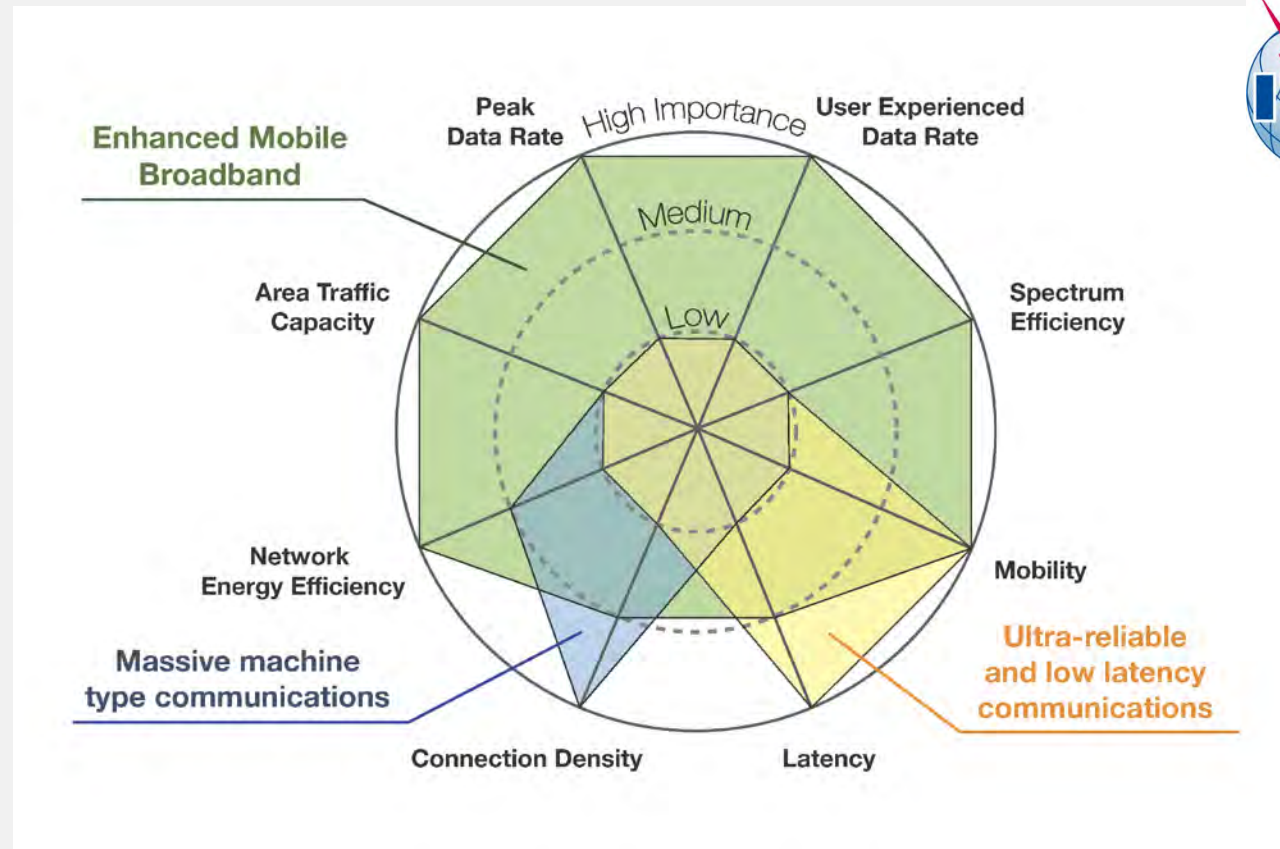 Peak
Data Rate
High Importance
User Experienced
Data Rate
Enhanced Mobile
Broadband
Medium
Area Traffic
Capacity
Low
Spectrum
Efficiency
Network
Energy Efficiency
Mobility
Massive machine
type communications
Ultra-reliable
and low latency
communications
Connection Density
Latency